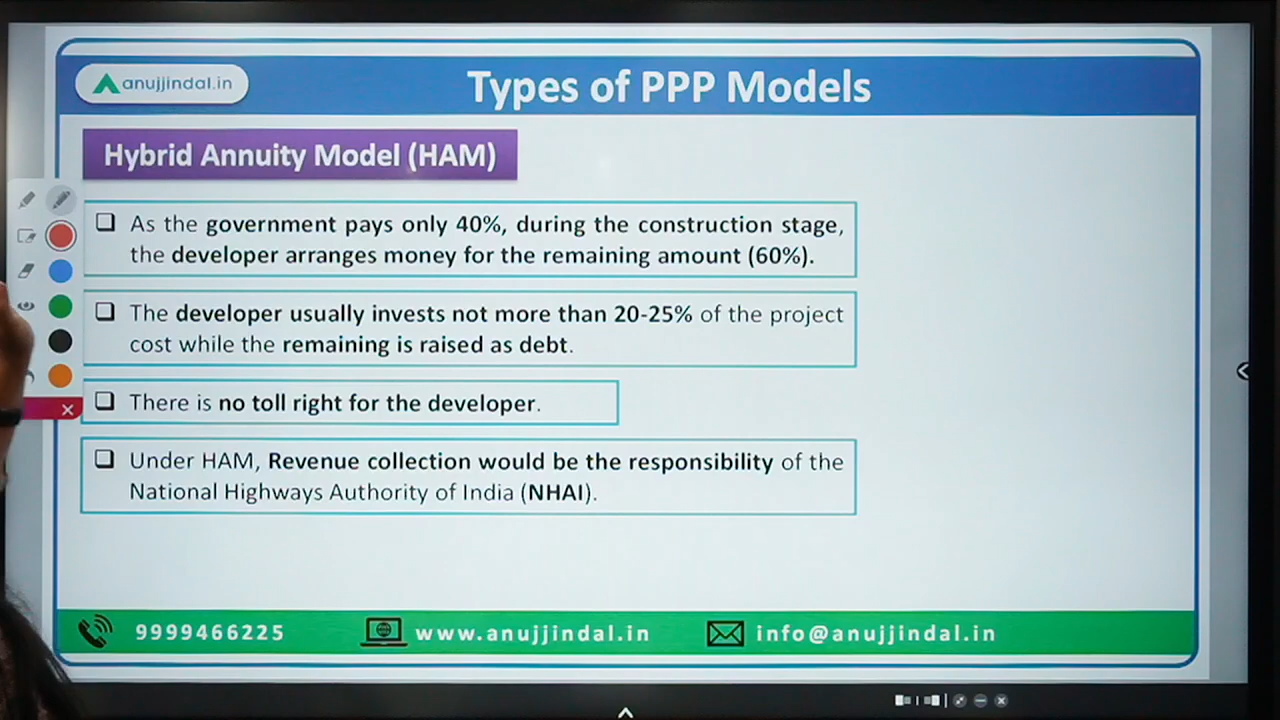 anujjindal.in
Types of PPP Models
Hybrid Annuity Model (HAM)
As the government pays only 40%, during the construction stage,
the developer arranges money for the remaining amount (60%).
The developer usually invests not more than 20-25% of the project
cost while the remaining is raised as debt.
There is no toll right for the developer.
Under HAM, Revenue collection would be the responsibility of the
National Highways Authority of India (NHAI).
9999466225
www.anujjindal.in
info@anujjindal.in